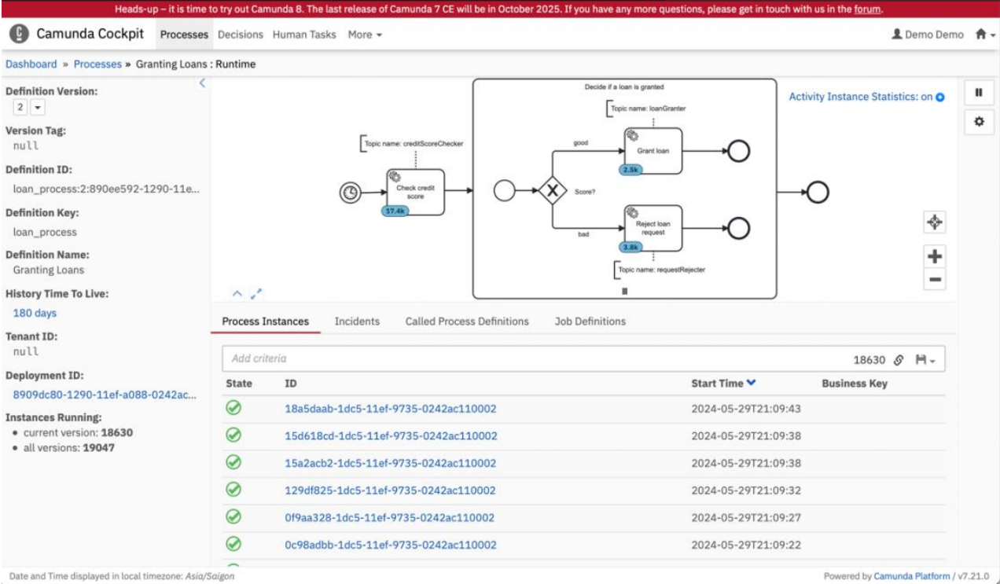 Heads-up – it is time to try out Camunda 8. The last release of Camunda 7 CE will be in October 2025. If you have any more questions, please get in touch with us in the forum.
Camunda Cockpit Processes Decisions Human Tasks More Demo Demo
Dashboard » Processes » Granting Loans : Runtime
Definition Version:
2
Version Tag:
null
Definition ID:
loan_process:2:890ee592-1290-11e...
Definition Key:
loan_process
Definition Name:
Granting Loans
History Time To Live:
180 days
Tenant ID:
null
Deployment ID:
8909dc80-1290-11ef-a088-0242ac...
Instances Running:
• current version: 18630
• all versions: 19047
Decide if a loan is granted
Activity Instance Statistics: on
Topic name: loanGranter
Topic name: creditScoreChecker
good
Grant loan
2.5k
Check credit
score
17.4k
X
Score?
Reject loan
request
bad
3.8k
Topic name: requestRejecter
Process Instances Incidents Called Process Definitions Job Definitions
Add criteria 18630
State ID Start Time Business Key
18a5daab-1dc5-11ef-9735-0242ac110002 2024-05-29T21:09:43
15d618cd-1dc5-11ef-9735-0242ac110002 2024-05-29T21:09:38
15a2acb2-1dc5-11ef-9735-0242ac110002 2024-05-29T21:09:38
129df825-1dc5-11ef-9735-0242ac110002 2024-05-29T21:09:32
0f9aa328-1dc5-11ef-9735-0242ac110002 2024-05-29T21:09:27
0c98adbb-1dc5-11ef-9735-0242ac110002 2024-05-29T21:09:22
Date and Time displayed in local timezone: Asia/Saigon
Powered by Camunda Platform / v7.21.0